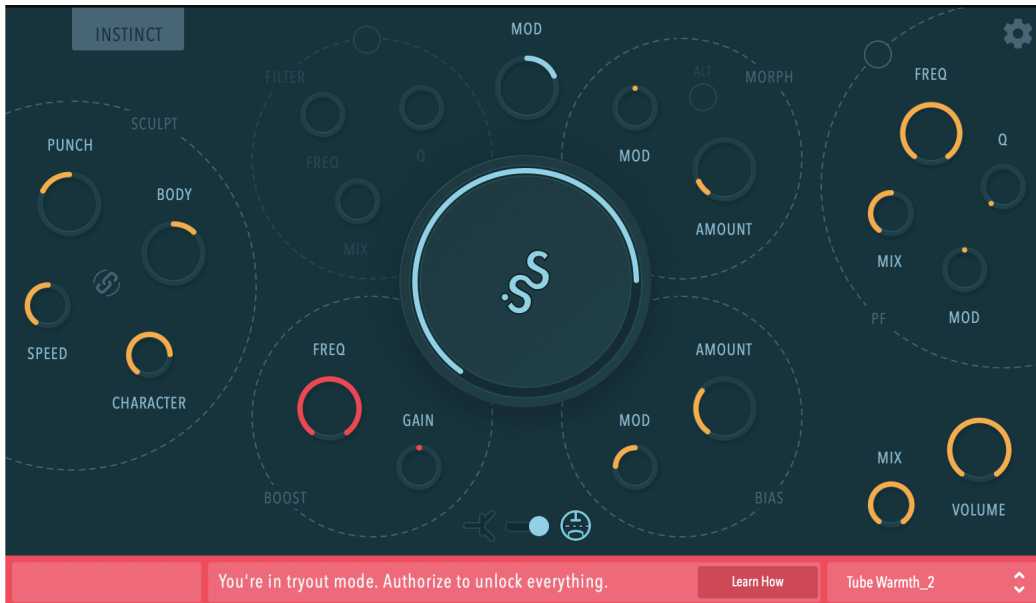 INSTINCT
MOD
SCULPT
PUNCH
BODY
SPEED
CHARACTER
FILTER
FREQ
Q
MIX
ALT
MORPH
MOD
AMOUNT
FREQ
Q
MIX
MOD
PF
FREQ
GAIN
BOOST
AMOUNT
MOD
BIAS
MIX
VOLUME
You're in tryout mode. Authorize to unlock everything.
Learn How
Tube Warmth_2